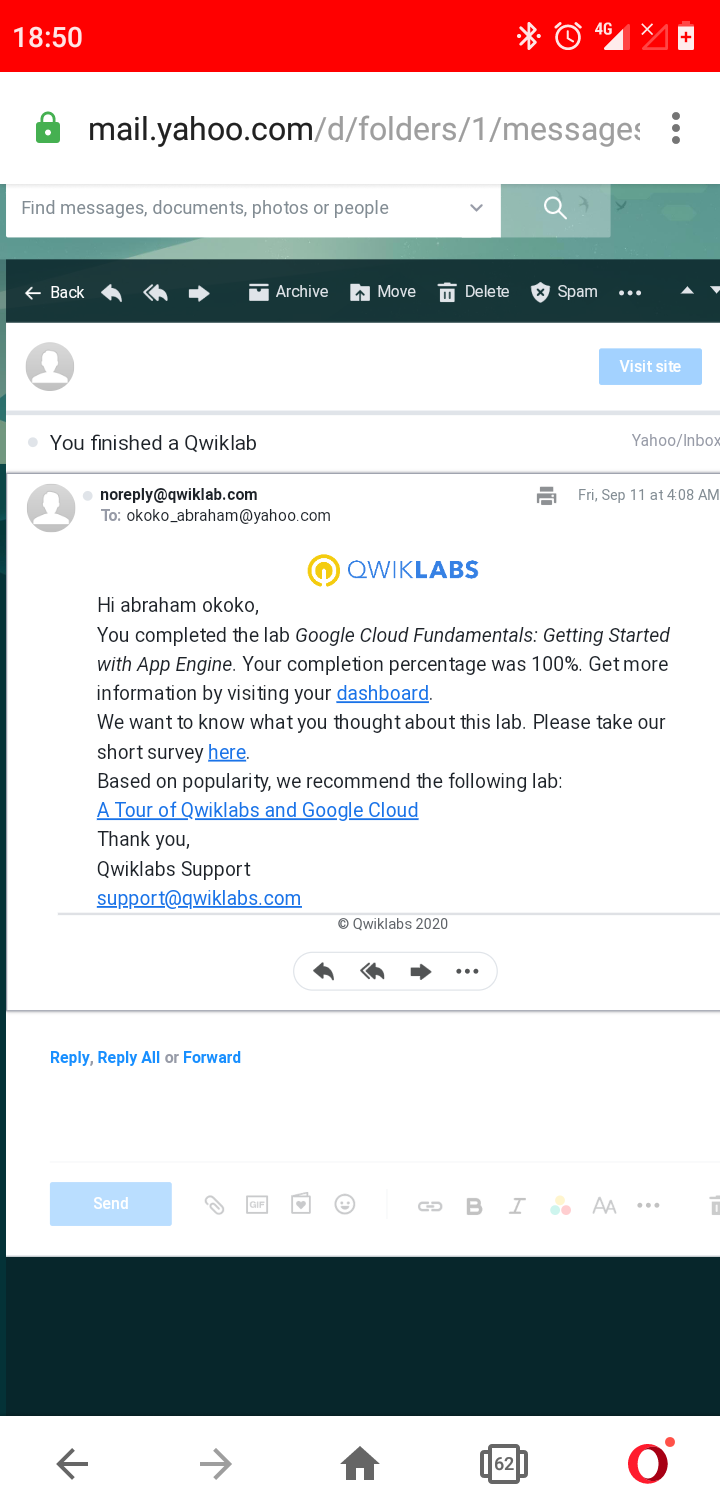 18:50
4G
mail.yahoo.com/d/folders/1/messages
Find messages, documents, photos or people
Back Archive Move Delete Spam
Visit site
You finished a Qwiklab
Yahoo/Inbox
noreply@qwiklab.com
Fri, Sep 11 at 4:08 AM
To: okoko_abraham@yahoo.com
QWIKLABS
Hi abraham okoko,
You completed the lab Google Cloud Fundamentals: Getting Started
with App Engine. Your completion percentage was 100%. Get more
information by visiting your dashboard.
We want to know what you thought about this lab. Please take our
short survey here.
Based on popularity, we recommend the following lab:
A Tour of Qwiklabs and Google Cloud
Thank you,
Qwiklabs Support
support@qwiklabs.com
© Qwiklabs 2020
Reply, Reply All or Forward
Send GIF B I AA
62